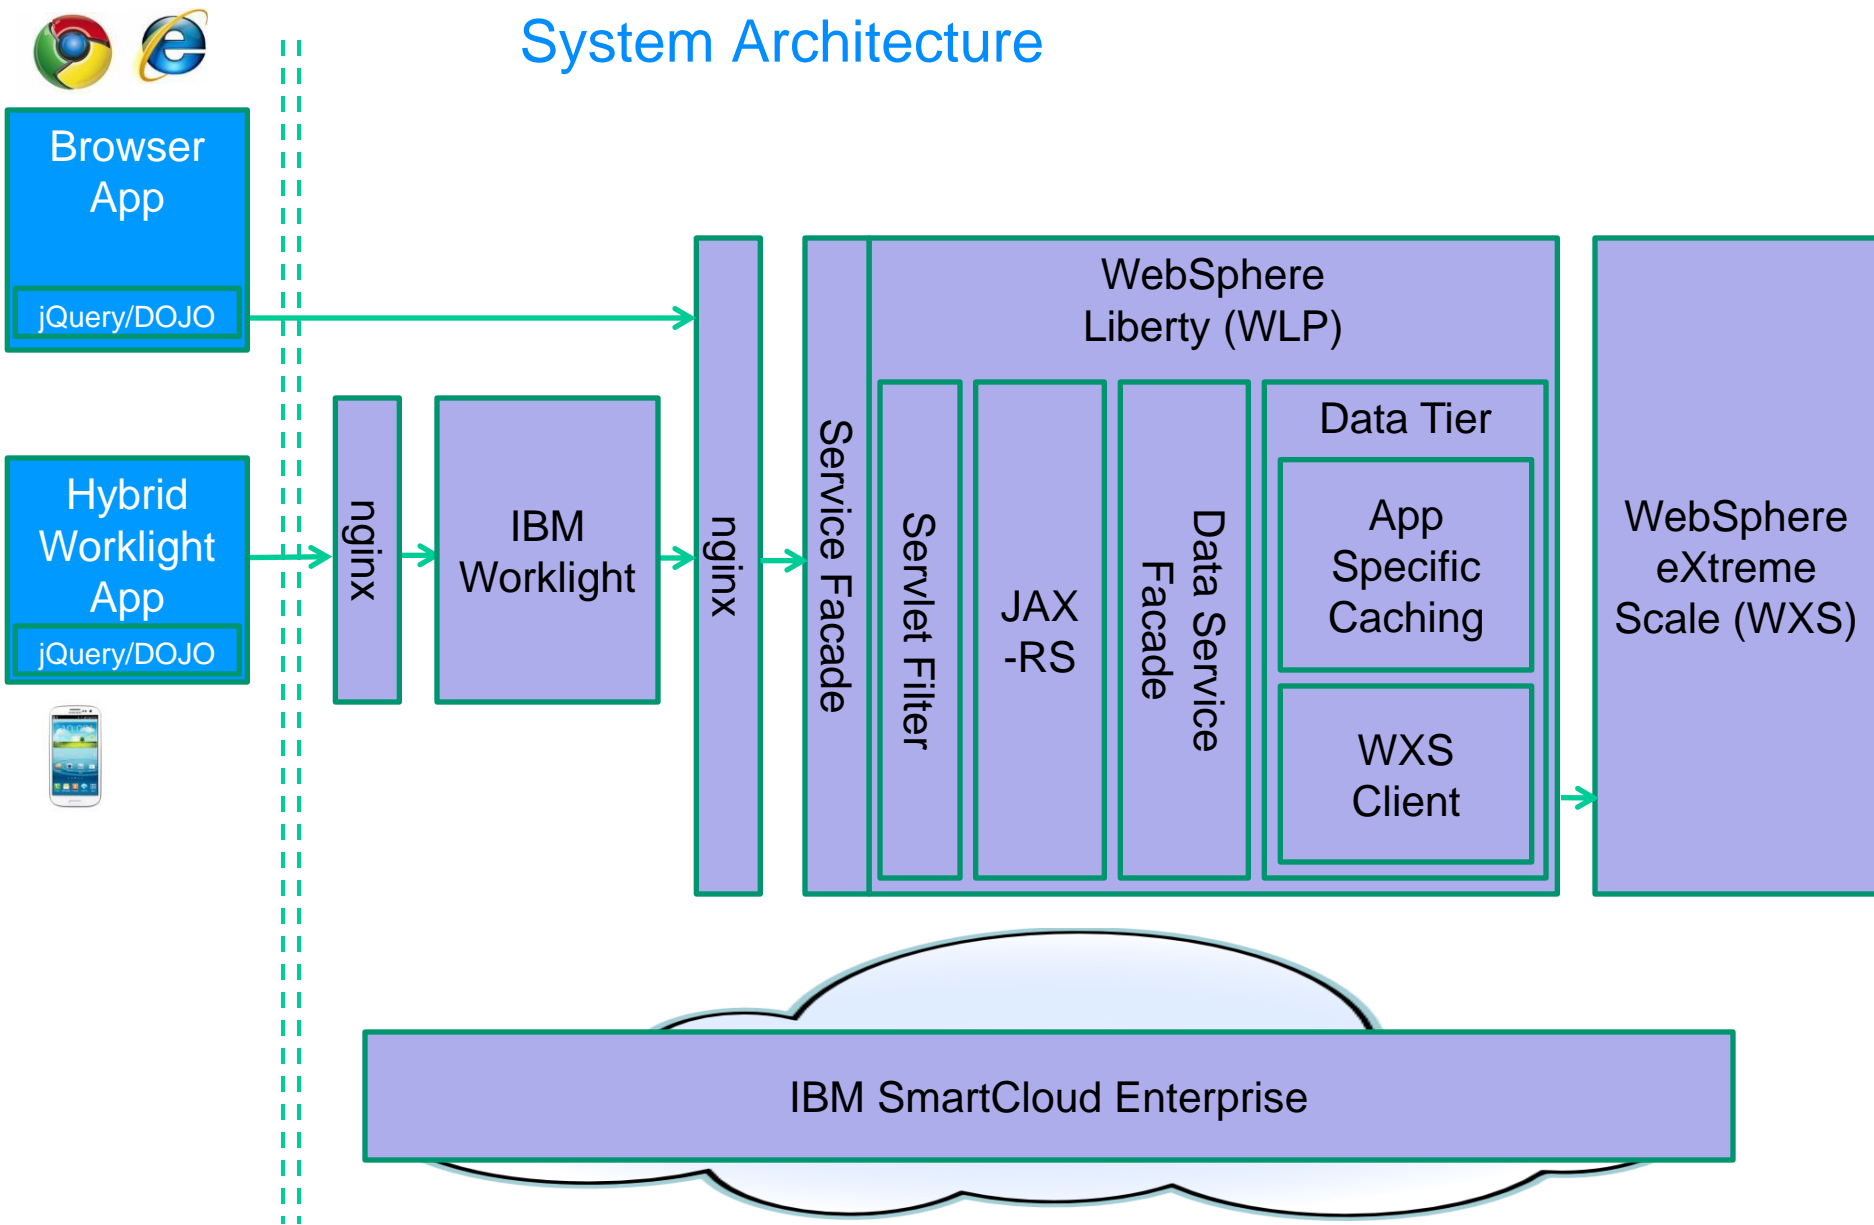 System Architecture
Browser
App
jQuery/DOJO
Hybrid
Worklight
App
jQuery/DOJO
nginx
IBM
Worklight
nginx
Service Facade
WebSphere
Liberty (WLP)
Servlet Filter
JAX
-RS
Data Service
Facade
Data Tier
App
Specific
Caching
WXS
Client
WebSphere
eXtreme
Scale (WXS)
IBM SmartCloud Enterprise